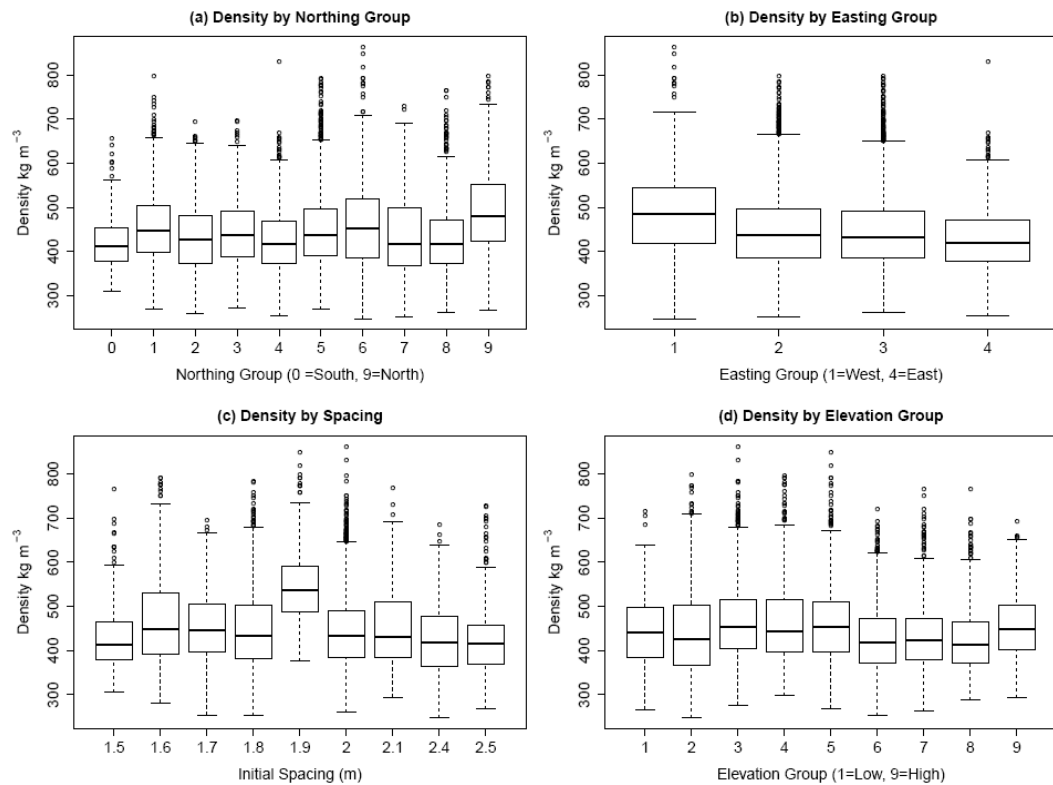 (a) Density by Northing Group
Density kg m⁻³
800
700
600
500
400
300
0 1 2 3 4 5 6 7 8 9
Northing Group (0 =South, 9=North)
(b) Density by Easting Group
Density kg m⁻³
800
700
600
500
400
300
1 2 3 4
Easting Group (1=West, 4=East)
(c) Density by Spacing
Density kg m⁻³
800
700
600
500
400
300
1.5 1.6 1.7 1.8 1.9 2 2.1 2.4 2.5
Initial Spacing (m)
(d) Density by Elevation Group
Density kg m⁻³
800
700
600
500
400
300
1 2 3 4 5 6 7 8 9
Elevation Group (1=Low, 9=High)